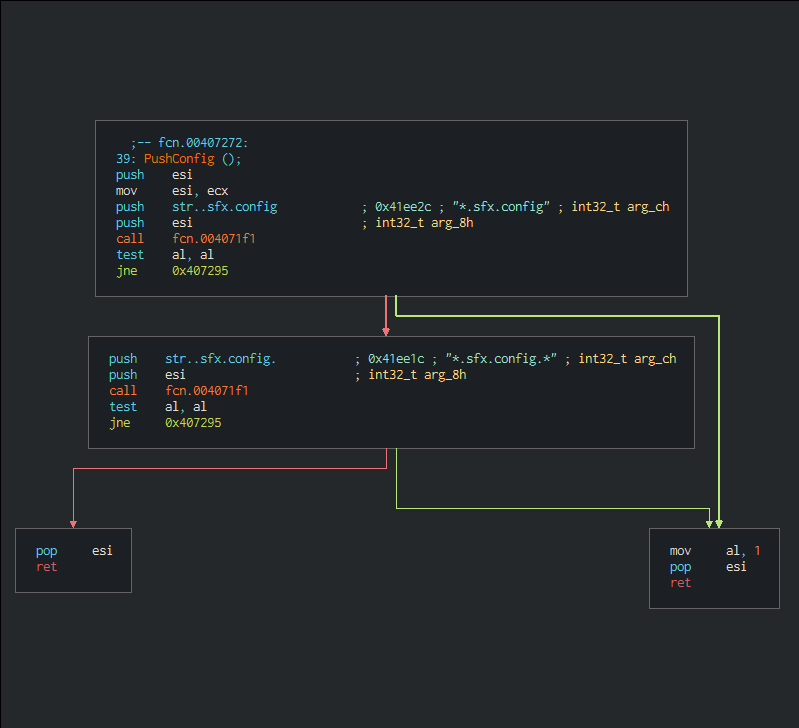 ;-- fcn.00407272:
39: PushConfig ();
push esi
mov esi, ecx
push str..sfx.config ; 0x41ee2c ; "*.sfx.config" ; int32_t arg_ch
push esi ; int32_t arg_8h
call fcn.004071f1
test al, al
jne 0x407295
push str..sfx.config. ; 0x41ee1c ; "*.sfx.config.*" ; int32_t arg_ch
push esi ; int32_t arg_8h
call fcn.004071f1
test al, al
jne 0x407295
pop esi
ret
mov al, 1
pop esi
ret